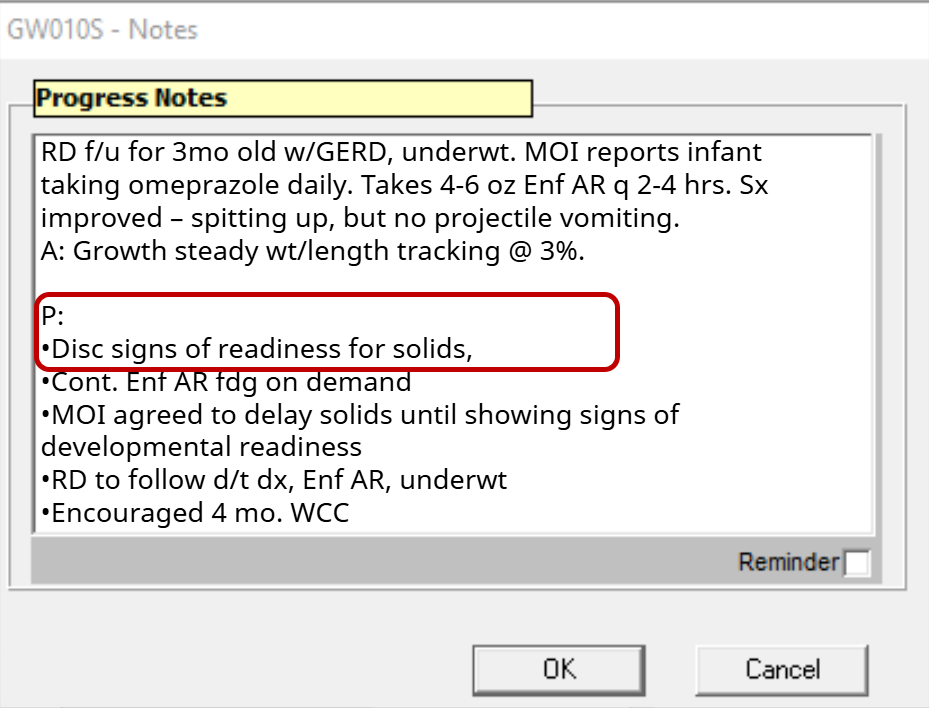 GW010S - Notes
Progress Notes
RD f/u for 3mo old w/GERD, underwt. MOI reports infant
taking omeprazole daily. Takes 4-6 oz Enf AR q 2-4 hrs. Sx
improved – spitting up, but no projectile vomiting.
A: Growth steady wt/length tracking @ 3%.
P:
•Disc signs of readiness for solids,
•Cont. Enf AR fdg on demand
•MOI agreed to delay solids until showing signs of
developmental readiness
•RD to follow d/t dx, Enf AR, underwt
•Encouraged 4 mo. WCC
Reminder
OK Cancel